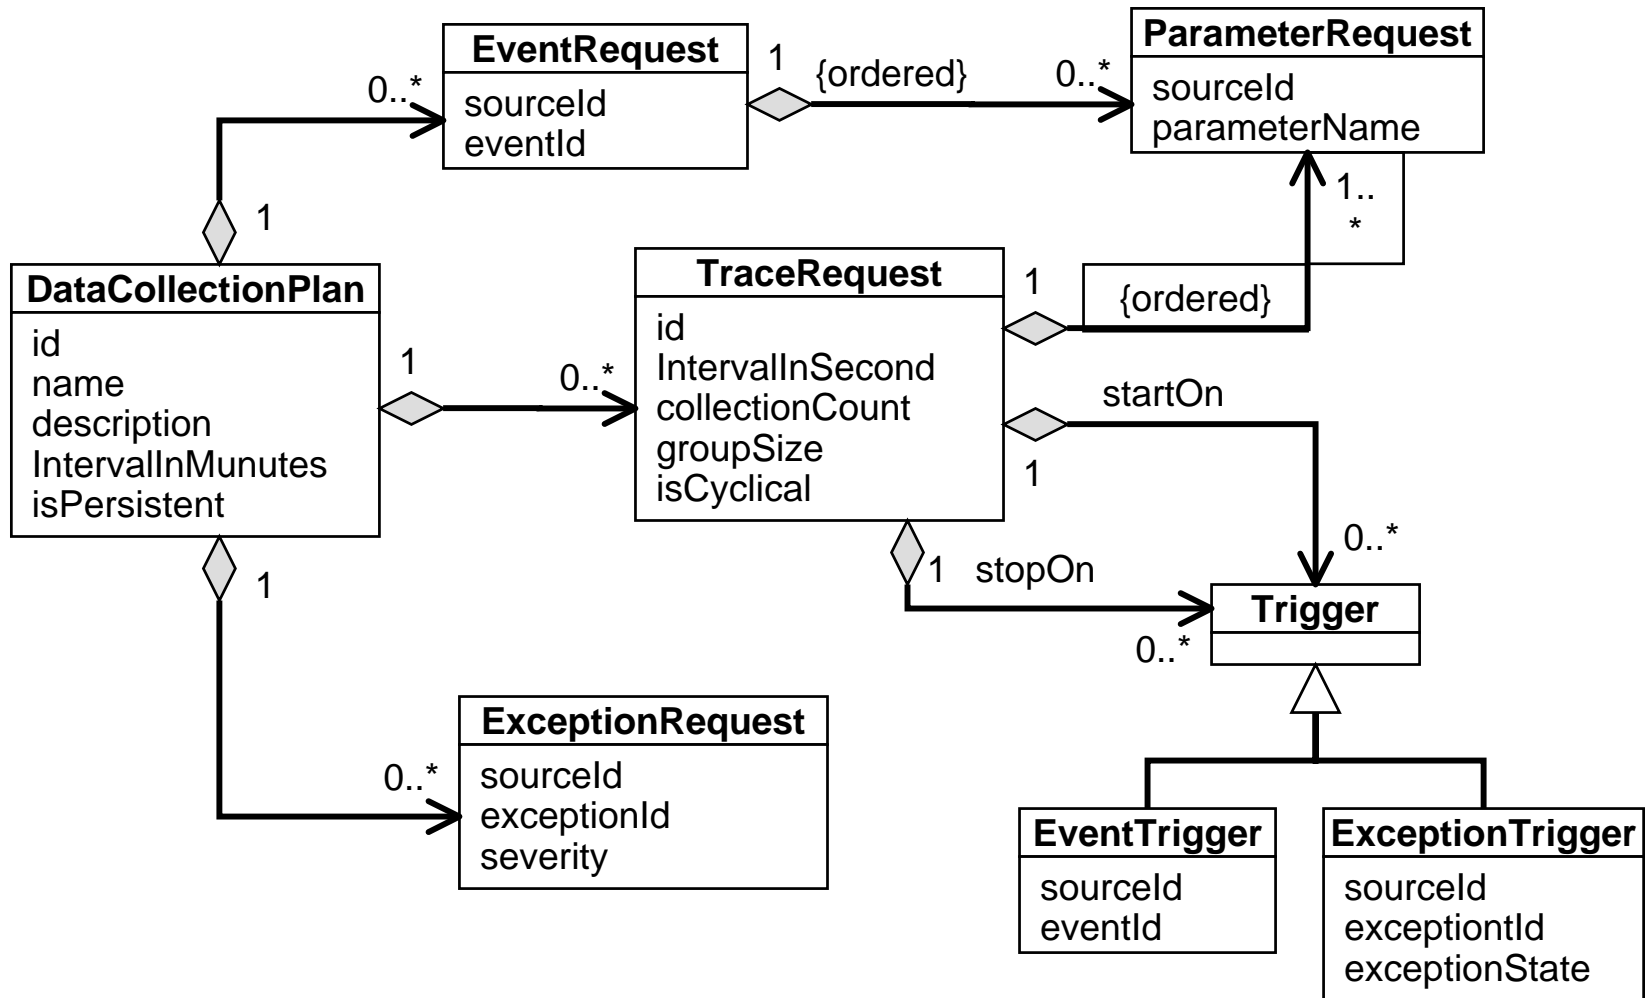 EventRequest
sourceId
eventId
1
{ordered}
0..*
ParameterRequest
sourceId
parameterName
0..*
1
1..
*
DataCollectionPlan
id
name
description
IntervalInMunutes
isPersistent
1
0..*
TraceRequest
id
IntervalInSecond
collectionCount
groupSize
isCyclical
1
{ordered}
startOn
1
0..*
1
stopOn
0..*
Trigger
1
0..*
ExceptionRequest
sourceId
exceptionId
severity
EventTrigger
sourceId
eventId
ExceptionTrigger
sourceId
exceptiontId
exceptionState